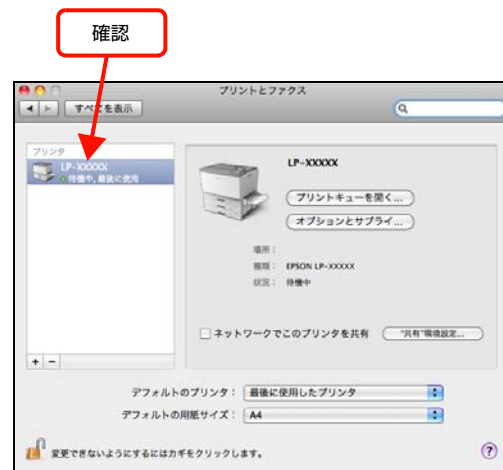 確認
プリントとファクス
すべてを表示
プリンタ
LP-XXXXX
待機中, 最後に使用
LP-XXXXX
プリントキューを開く...
オプションとサプライ...
場所：
種類： EPSON LP-XXXXX
状況： 待機中
ネットワークでこのプリンタを共有
"共有"環境設定...
+ −
デフォルトのプリンタ： 最後に使用したプリンタ
デフォルトの用紙サイズ： A4
変更できないようにするにはカギをクリックします。
?